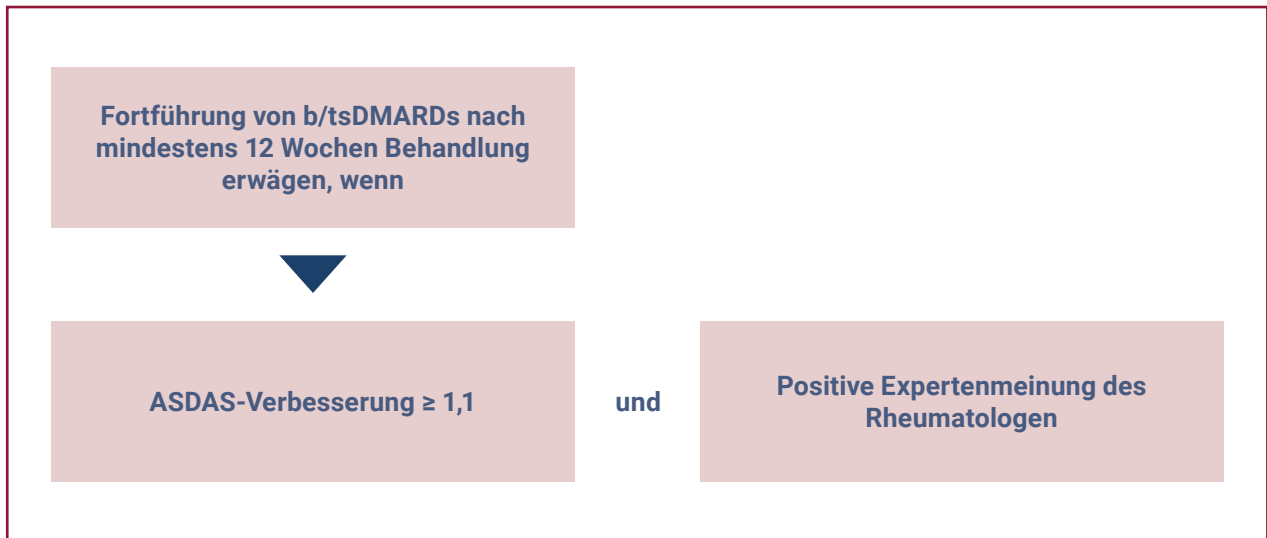 Fortführung von b/tsDMARDs nach
mindestens 12 Wochen Behandlung
erwägen, wenn
ASDAS-Verbesserung ≥ 1,1
und
Positive Expertenmeinung des
Rheumatologen